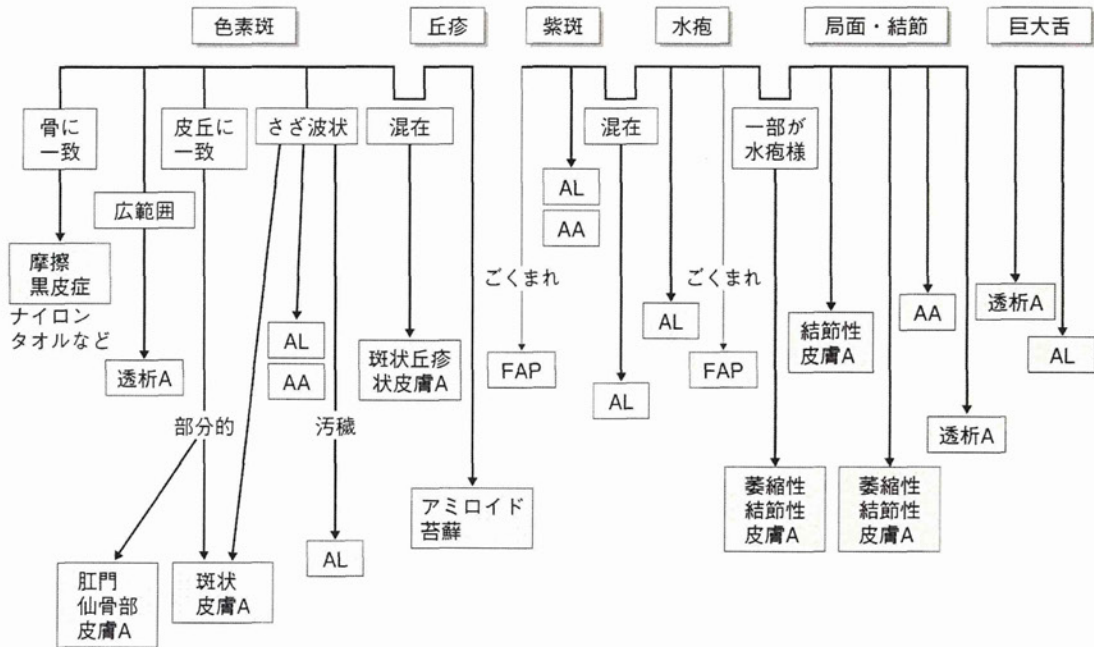 色素斑
丘疹
紫斑
水疱
局面・結節
巨大舌
骨に
一致
皮丘に
一致
さざ波状
混在
混在
一部が
水疱様
広範囲
AL
AA
摩擦
黒皮症
ナイロン
タオルなど
ごくまれ
ごくまれ
透析A
AL
AA
斑状丘疹
状皮膚A
FAP
AL
AL
FAP
結節性
皮膚A
AA
透析A
AL
透析A
部分的
汚穢
アミロイド
苔蘚
萎縮性
結節性
皮膚A
萎縮性
結節性
皮膚A
肛門
仙骨部
皮膚A
斑状
皮膚A
AL